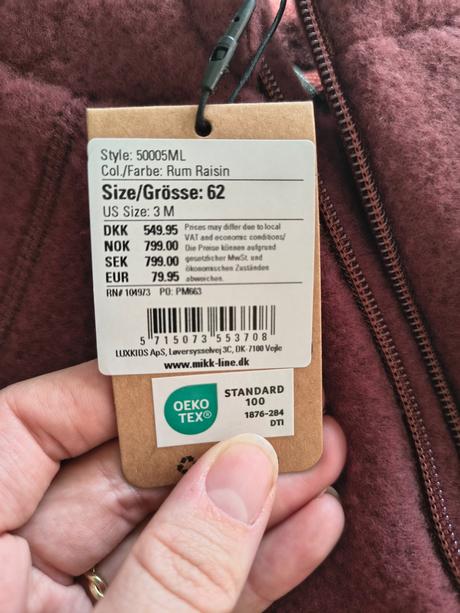 Style: 50005ML
Col./Farbe: Rum Raisin
Size/Grösse: 62
US Size: 3 M
DKK 549.95
NOK 799.00
SEK 799.00
EUR 79.95
Prices may differ due to local
VAT and economic conditions/
Die Preise können aufgrund
gesetzlicher MwSt. und
ökonomischen Zuständen
abweichen.
RN# 104973 PO: PM663
5 715073 553708
LUXKIDS ApS, Løversysselvej 3C, DK-7100 Vejle
www.mikk-line.dk
OEKO
TEX®
STANDARD
100
1876-284
DTI